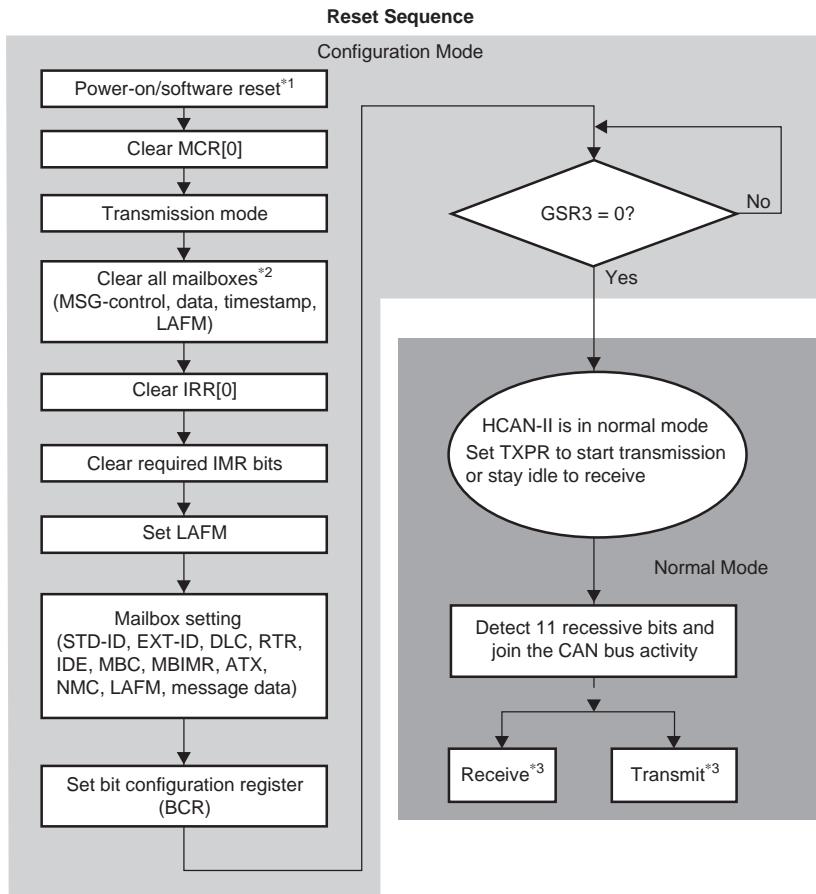 Reset Sequence
Configuration Mode
Power-on/software reset*1
Clear MCR[0]
Transmission mode
Clear all mailboxes*2
(MSG-control, data, timestamp,
LAFM)
Clear IRR[0]
Clear required IMR bits
Set LAFM
Mailbox setting
(STD-ID, EXT-ID, DLC, RTR,
IDE, MBC, MBIMR, ATX,
NMC, LAFM, message data)
Set bit configuration register
(BCR)
GSR3 = 0?
No
Yes
HCAN-II is in normal mode
Set TXPR to start transmission
or stay idle to receive
Normal Mode
Detect 11 recessive bits and
join the CAN bus activity
Receive*3
Transmit*3